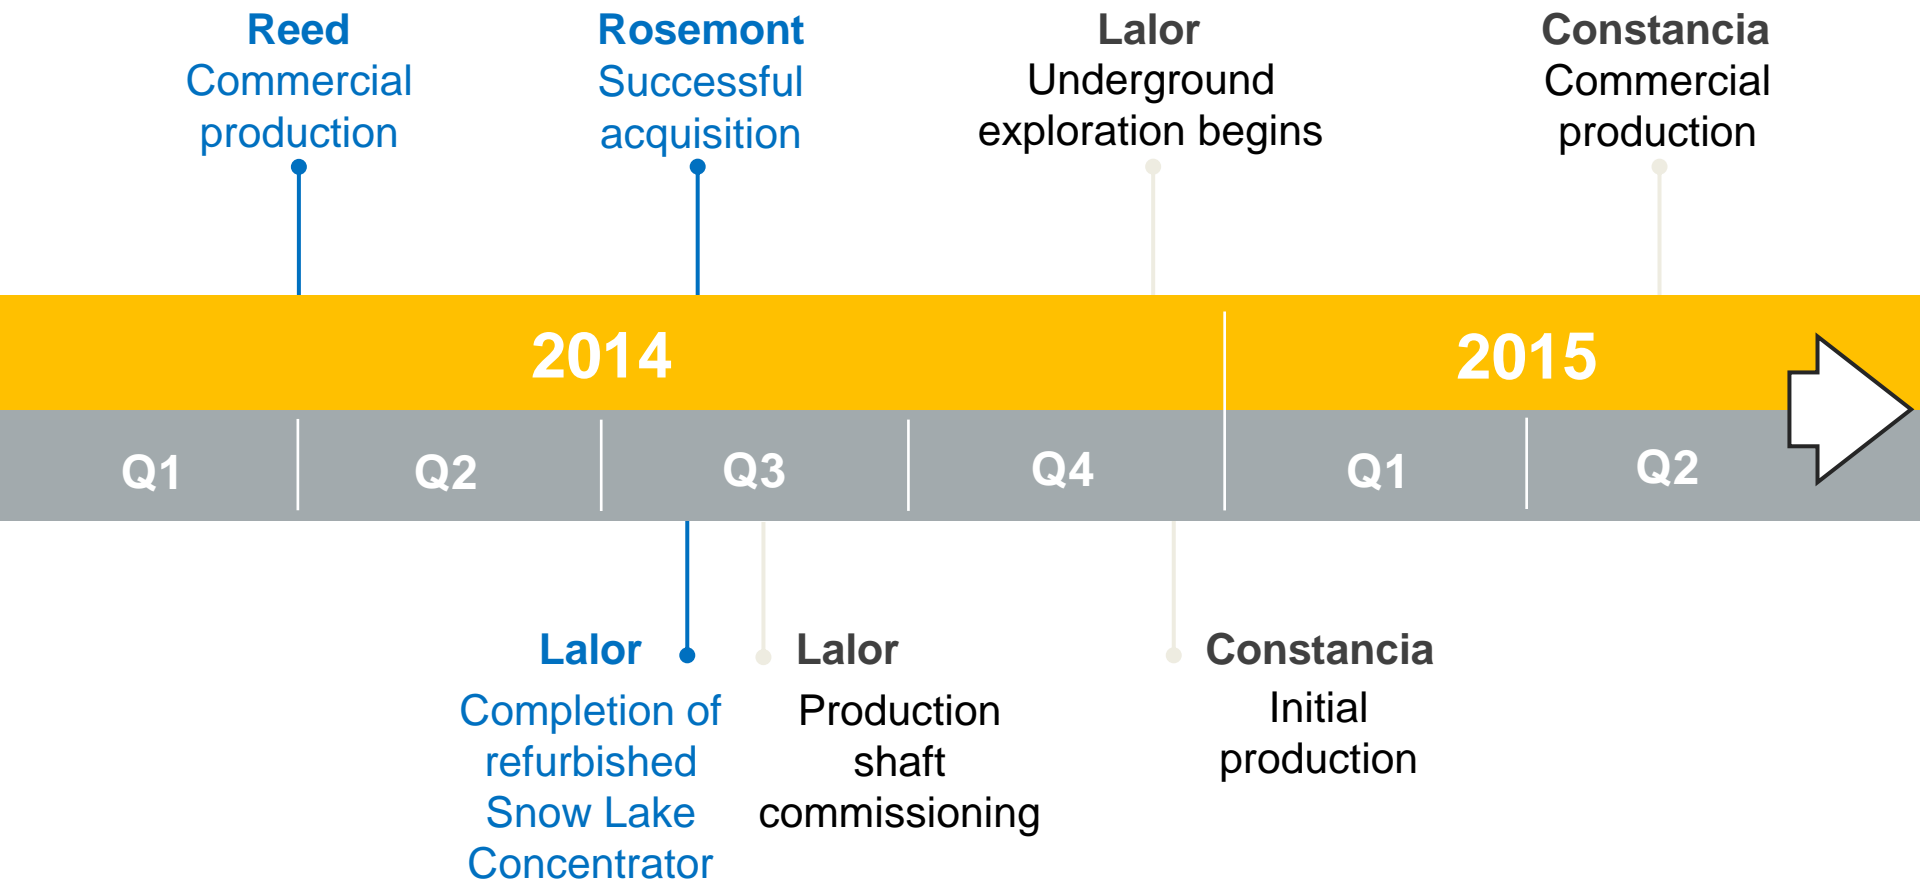 Reed
Commercial
production
Rosemont
Successful
acquisition
Lalor
Underground
exploration begins
Constancia
Commercial
production
2014
2015
Q1
Q2
Q3
Q4
Q1
Q2
Lalor
Completion of
refurbished
Snow Lake
Concentrator
Lalor
Production
shaft
commissioning
Constancia
Initial
production